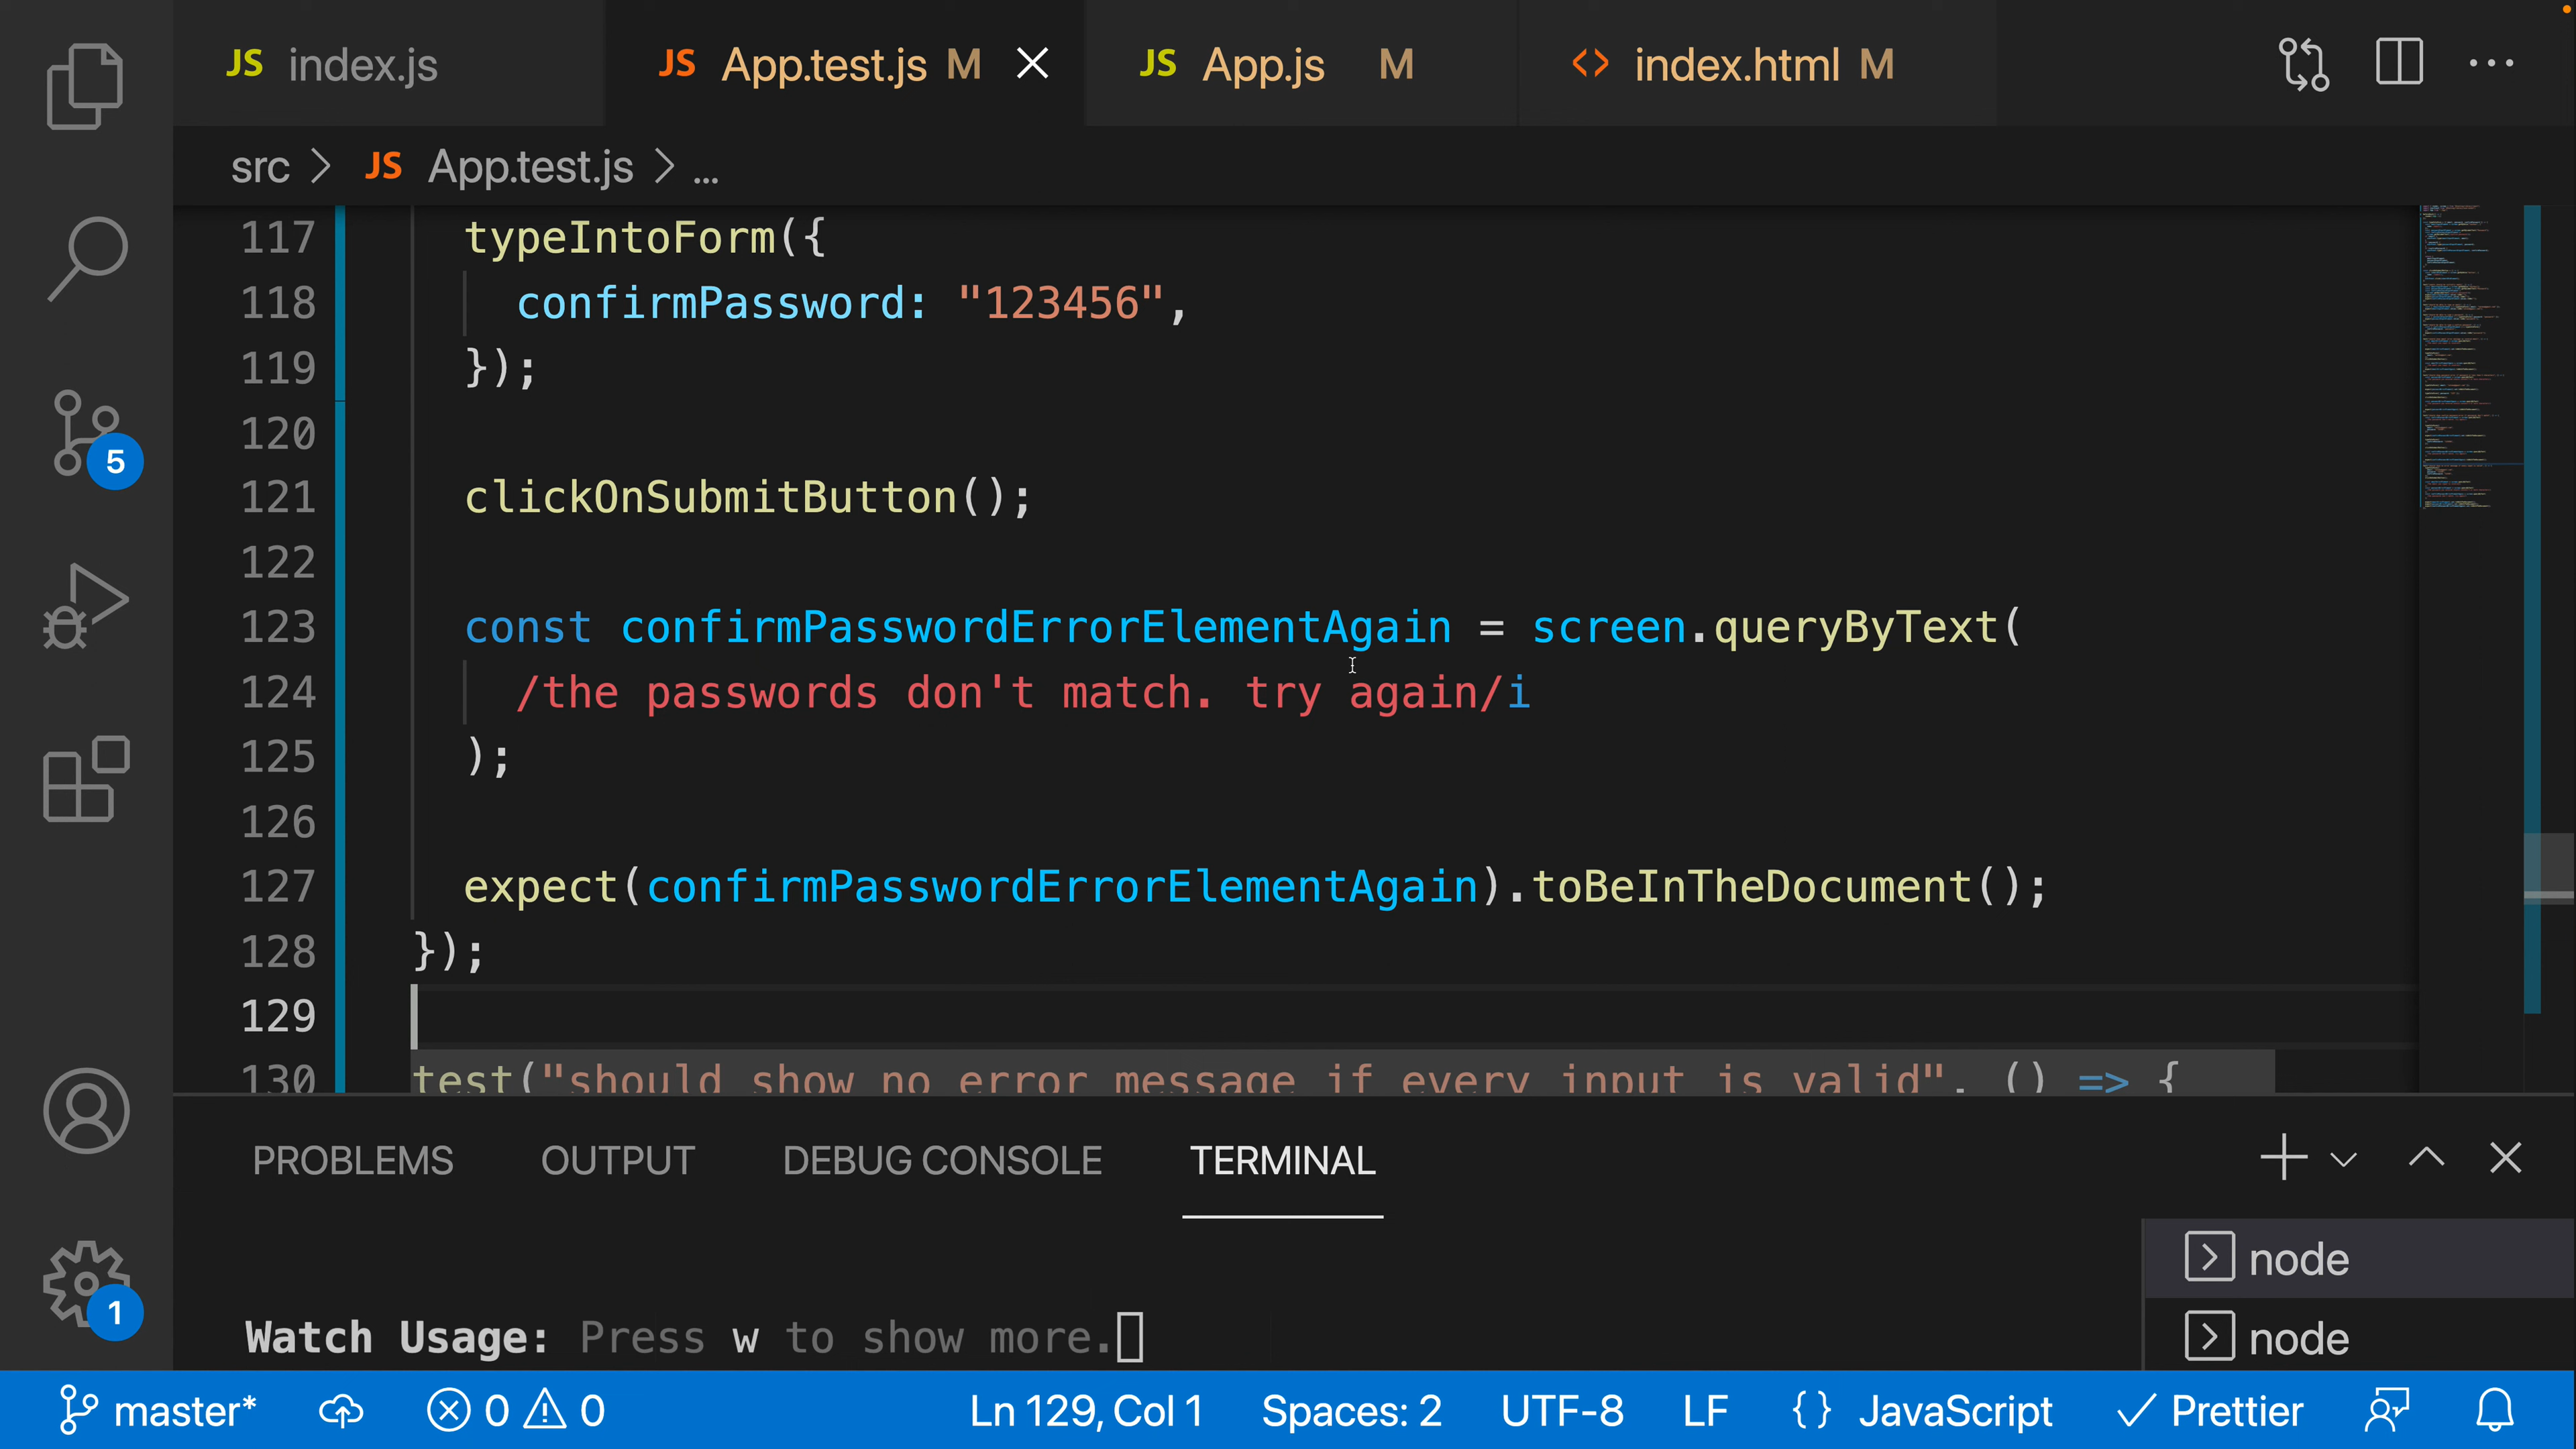 JS index.js JS App.test.js M JS App.js M <> index.html M
src > JS App.test.js > ...
117 typeIntoForm({
118 confirmPassword: "123456",
119 });
120
5
121 clickOnSubmitButton();
122
123 const confirmPasswordErrorElementAgain = screen.queryByText(
124 /the passwords don't match. try again/i
125 );
126
127 expect(confirmPasswordErrorElementAgain).toBeInTheDocument();
128 });
129
130 test("should show no error message if every input is valid", () => {
PROBLEMS OUTPUT DEBUG CONSOLE TERMINAL
node
1
Watch Usage: Press w to show more.
node
master* 0 0 Ln 129, Col 1 Spaces: 2 UTF-8 LF {} JavaScript Prettier